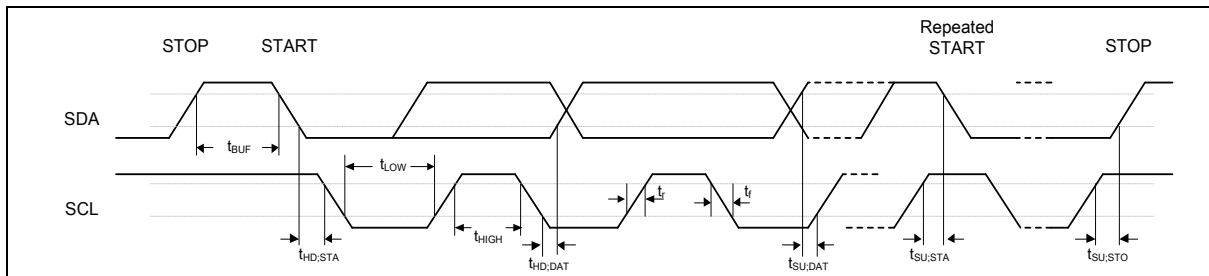 STOP
START
Repeated
START
STOP
SDA
tBUF
tLOW
SCL
tr
tf
tHIGH
tHD;STA
tHD;DAT
tSU;DAT
tSU;STA
tSU;STO